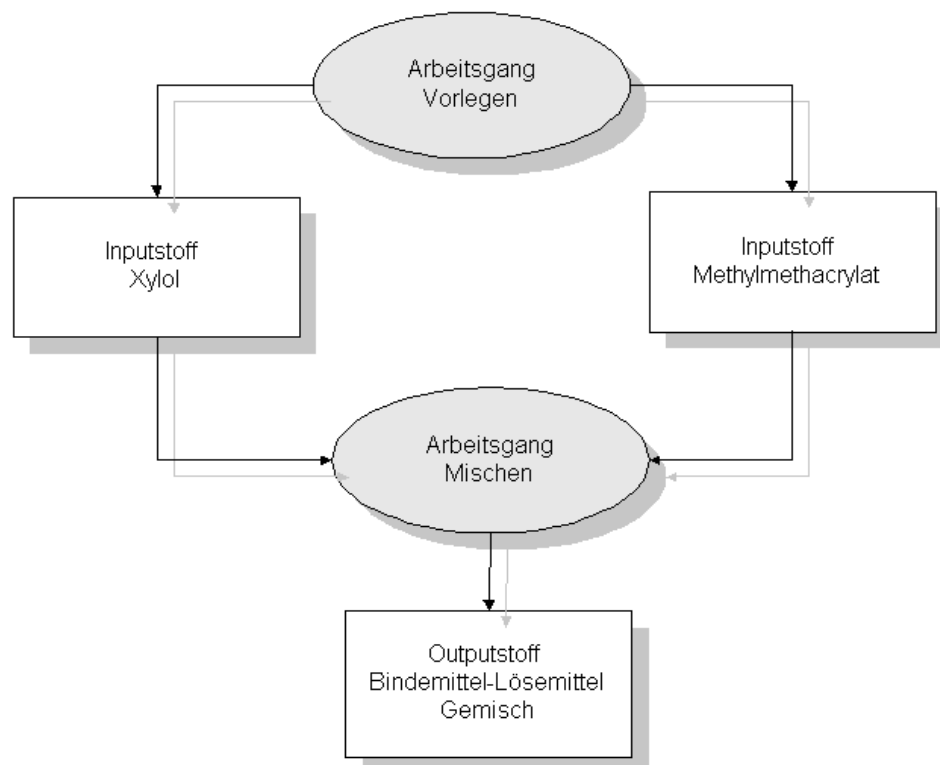 Arbeitsgang
Vorlegen
Inputstoff
Xylol
Inputstoff
Methylmethacrylat
Arbeitsgang
Mischen
Outputstoff
Bindemittel-Lösemittel
Gemisch